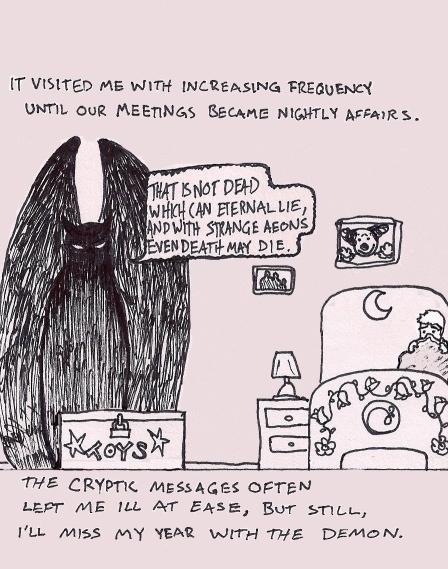 IT VISITED ME WITH INCREASING FREQUENCY
UNTIL OUR MEETINGS BECAME NIGHTLY AFFAIRS.
THAT IS NOT DEAD
WHICH CAN ETERNAL LIE,
AND WITH STRANGE AEONS
EVEN DEATH MAY DIE.
TOYS
THE CRYPTIC MESSAGES OFTEN
LEFT ME ILL AT EASE, BUT STILL,
I'LL MISS MY YEAR WITH THE DEMON.